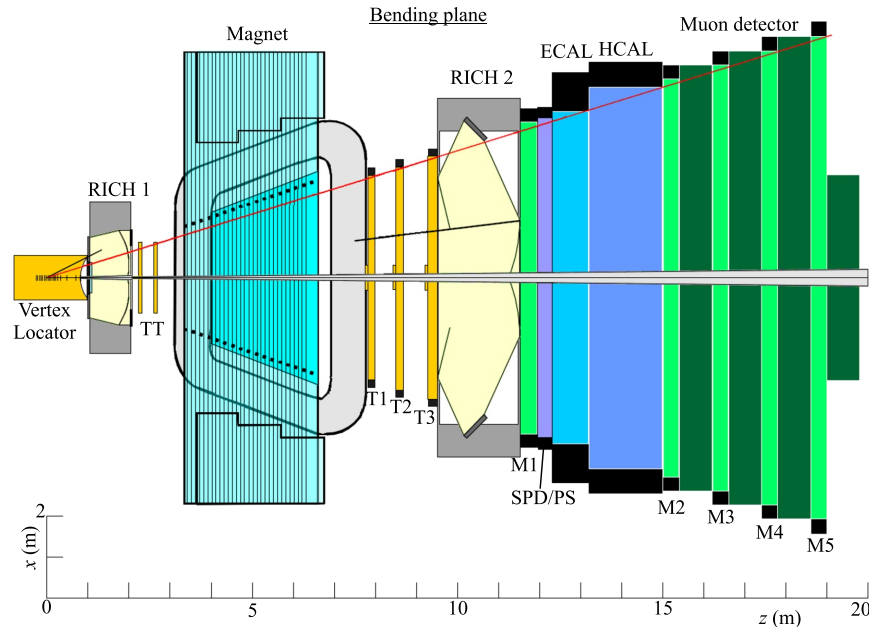 Bending plane
Magnet
Muon detector
ECAL HCAL
RICH 2
RICH 1
Vertex
Locator
TT
T1
T2
T3
M1
SPD/PS
M2
M3
M4
M5
2
x (m)
0
5
10
15
20
z (m)